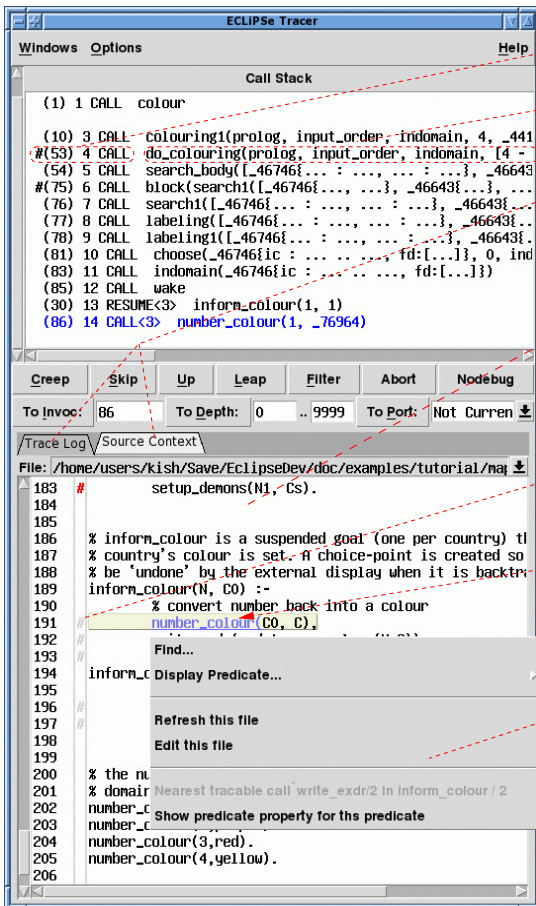 ECLiPSe Tracer
Windows Options Help
Call Stack
(1) 1 CALL colour
(10) 3 CALL colouring1(prolog, input_order, indomain, 4, _441
#(53) 4 CALL do_colouring(prolog, input_order, indomain, [4 -
(54) 5 CALL search_body([_46746{... : ..., ...}, _46643
#(75) 6 CALL block(search1([_46746{... : ..., ...}, _46643{...}, ...
(76) 7 CALL search1([_46746{... : ..., ... : ...}, _46643{.
(77) 8 CALL labeling([_46746{... : ..., ... : ...}, _46643{..
(78) 9 CALL labeling1([_46746{... : ..., ... : ...}, _46643{.
(81) 10 CALL choose(_46746{ic : ... .. ..., fd:[...]}, 0, ind
(83) 11 CALL indomain(_46746{ic : ... .. ..., fd:[...]})
(85) 12 CALL wake
(30) 13 RESUME<3> inform_colour(1, 1)
(86) 14 CALL<3> number_colour(1, _76964)
Creep Skip Up Leap Filter Abort Nodebug
To Invoc: 86 To Depth: 0 .. 9999 To Port: Not Curren
Trace Log Source Context
File: /home/users/kish/Save/EclipseDev/doc/examples/tutorial/map
183 # setup_demons(N1, Cs).
184
185
186 % inform_colour is a suspended goal (one per country) th
187 % country's colour is set. A choice-point is created so
188 % be `undone' by the external display when it is backtra
189 inform_colour(N, C0) :-
190 % convert number back into a colour
191 # number_colour(C0, C),
192 #
193 #
194 inform_c
195
196 #
197 #
198
199
200 % the nu
201 % domair
202 number_c
203 number_c
204 number_colour(3,red).
205 number_colour(4,yellow).
206
Find...
Display Predicate...
Refresh this file
Edit this file
Nearest tracable call write_exdr/2 in inform_colour / 2
Show predicate property for ths predicate